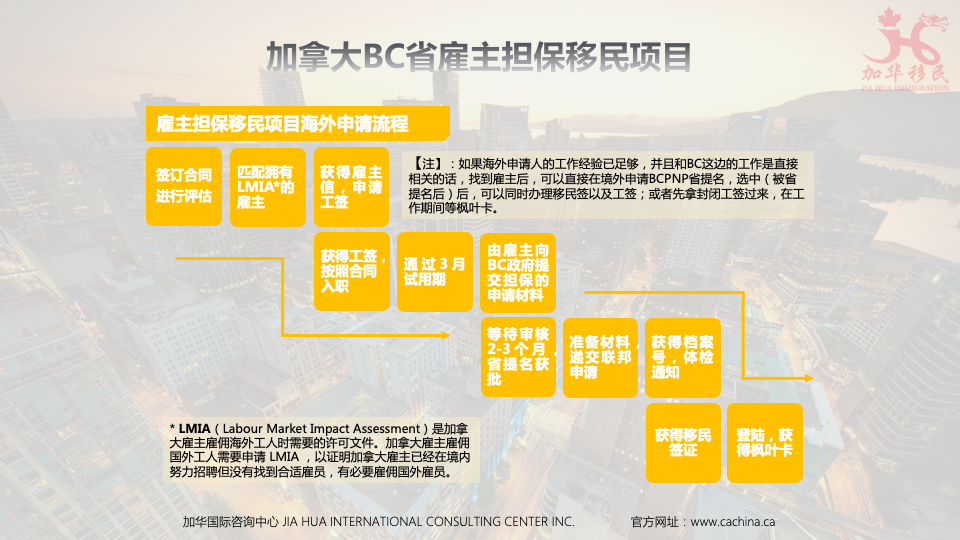 加拿大BC省雇主担保移民项目
加华移民
JIA HUA IMMIGRATION
雇主担保移民项目海外申请流程
签订合同
进行评估
匹配拥有
LMIA*的
雇主
获得雇主
信，申请
工签
【注】：如果海外申请人的工作经验已足够，并且和BC这边的工作是直接
相关的话，找到雇主后，可以直接在境外申请BCPNP省提名，选中（被省
提名后）后，可以同时办理移民签以及工签；或者先拿封闭工签过来，在工
作期间等枫叶卡。
获得工签，
按照合同
入职
通过3月
试用期
由雇主向
BC政府提
交担保的
申请材料
等待审核
2-3个月，
省提名获
批
准备材料，
递交联邦
申请
获得档案
号，体检
通知
获得移民
签证
登陆，获
得枫叶卡
* LMIA（Labour Market Impact Assessment）是加拿
大雇主雇佣海外工人时需要的许可文件。加拿大雇主雇佣
国外工人需要申请 LMIA ，以证明加拿大雇主已经在境内
努力招聘但没有找到合适雇员，有必要雇佣国外雇员。
加华国际咨询中心 JIA HUA INTERNATIONAL CONSULTING CENTER INC.
官方网址：www.cachina.ca